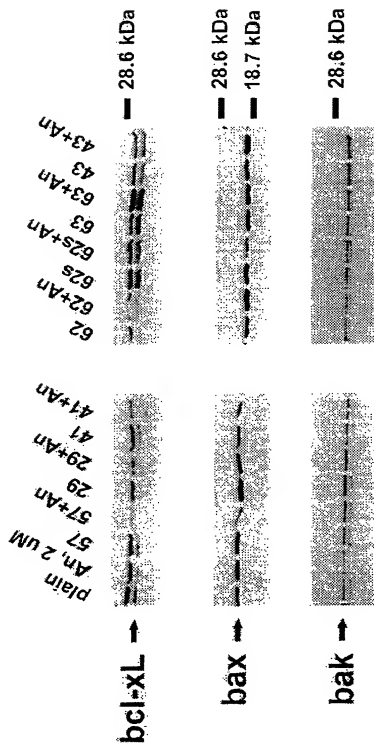 plain
An, 2 uM
57
57+An
29
29+An
41
41+An
62
62+An
62s
62s+An
63
63+An
43
43+An
bcl-xL
28.6 kDa
bax
28.6 kDa
18.7 kDa
bak
28.6 kDa